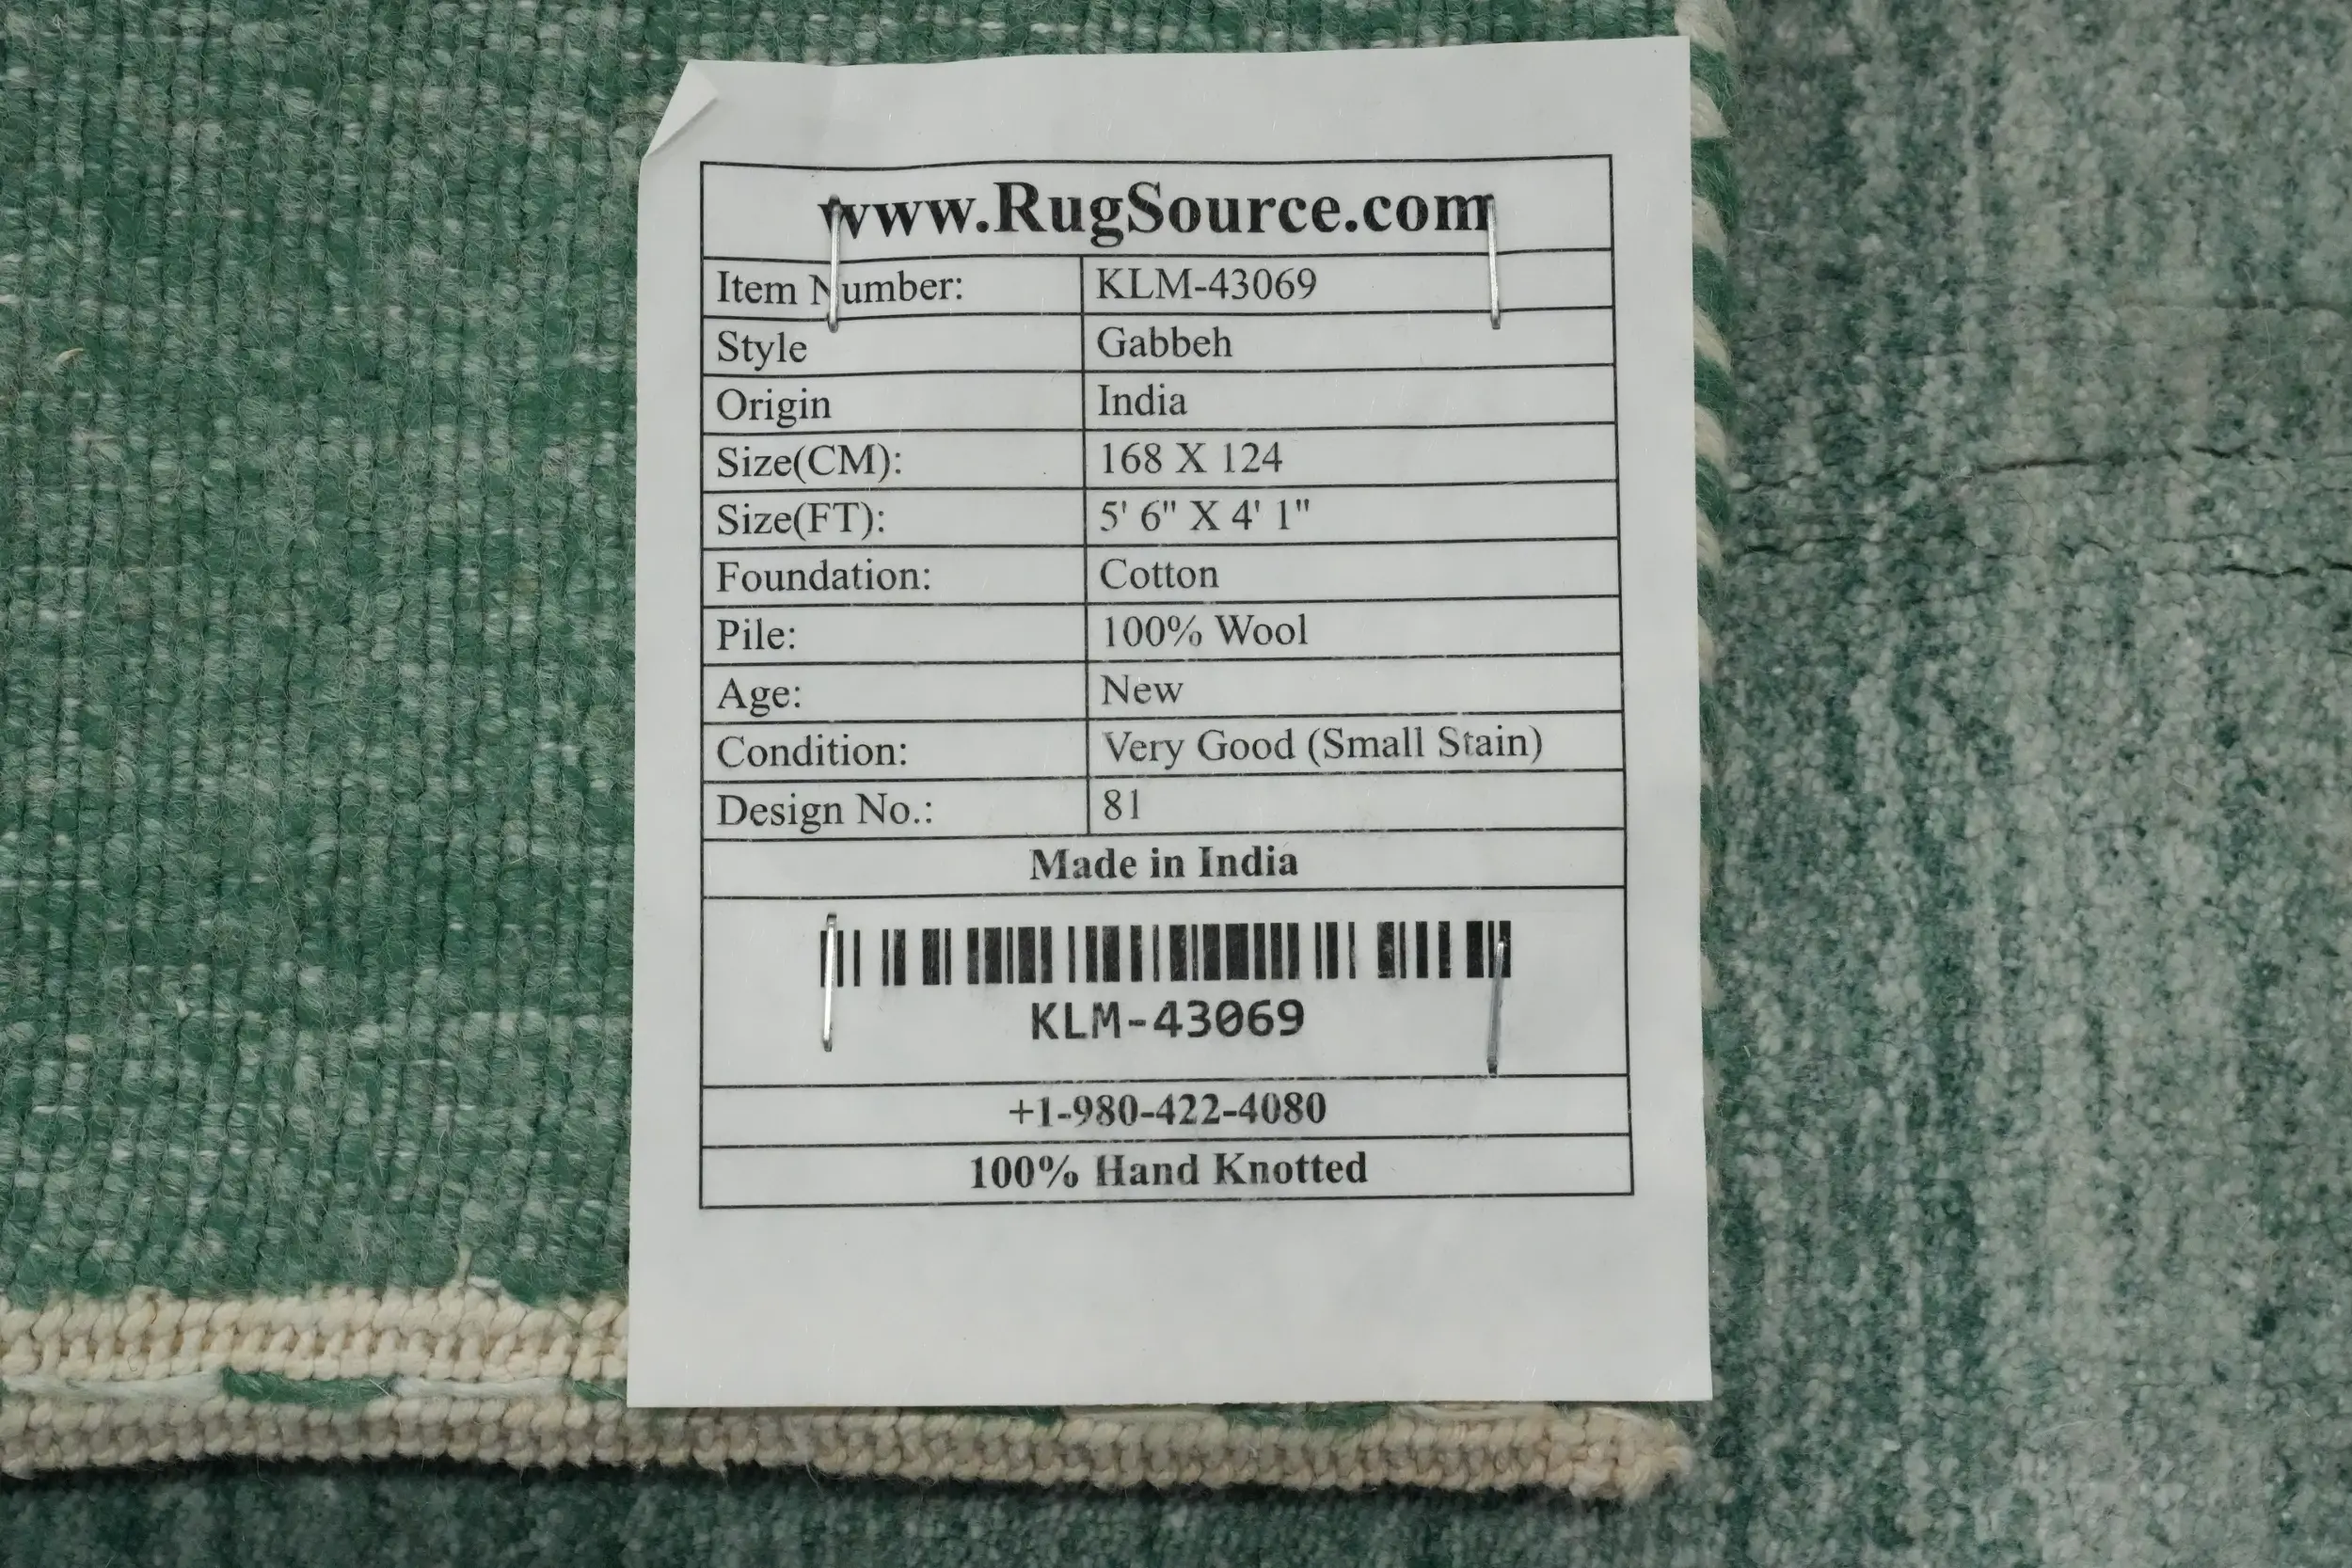 www.RugSource.com
Item Number: KLM-43069
Style Gabbeh
Origin India
Size(CM): 168 X 124
Size(FT): 5' 6" X 4' 1"
Foundation: Cotton
Pile: 100% Wool
Age: New
Condition: Very Good (Small Stain)
Design No.: 81
Made in India
KLM-43069
+1-980-422-4080
100% Hand Knotted